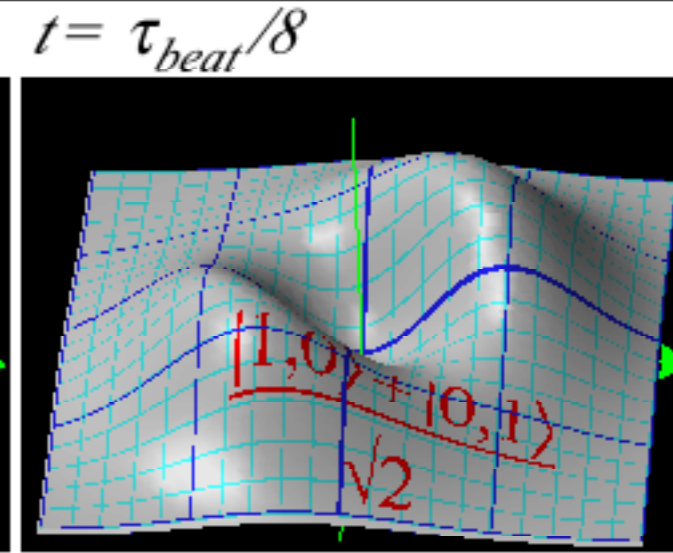 t = τbeat/8
|1,0⟩+|0,1⟩
√2